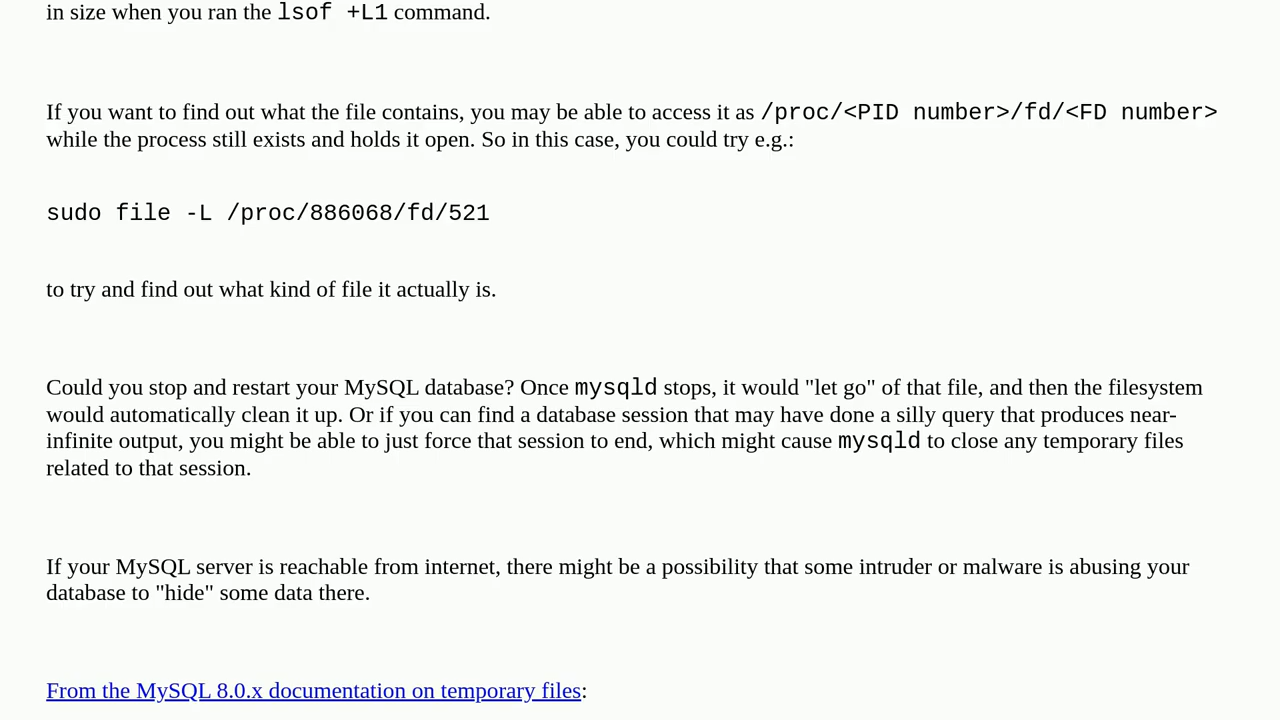 in size when you ran the lsof +L1 command.
If you want to find out what the file contains, you may be able to access it as /proc/<PID number>/fd/<FD number>
while the process still exists and holds it open. So in this case, you could try e.g.:
sudo file -L /proc/886068/fd/521
to try and find out what kind of file it actually is.
Could you stop and restart your MySQL database? Once mysqld stops, it would "let go" of that file, and then the filesystem
would automatically clean it up. Or if you can find a database session that may have done a silly query that produces near-
infinite output, you might be able to just force that session to end, which might cause mysqld to close any temporary files
related to that session.
If your MySQL server is reachable from internet, there might be a possibility that some intruder or malware is abusing your
database to "hide" some data there.
From the MySQL 8.0.x documentation on temporary files: